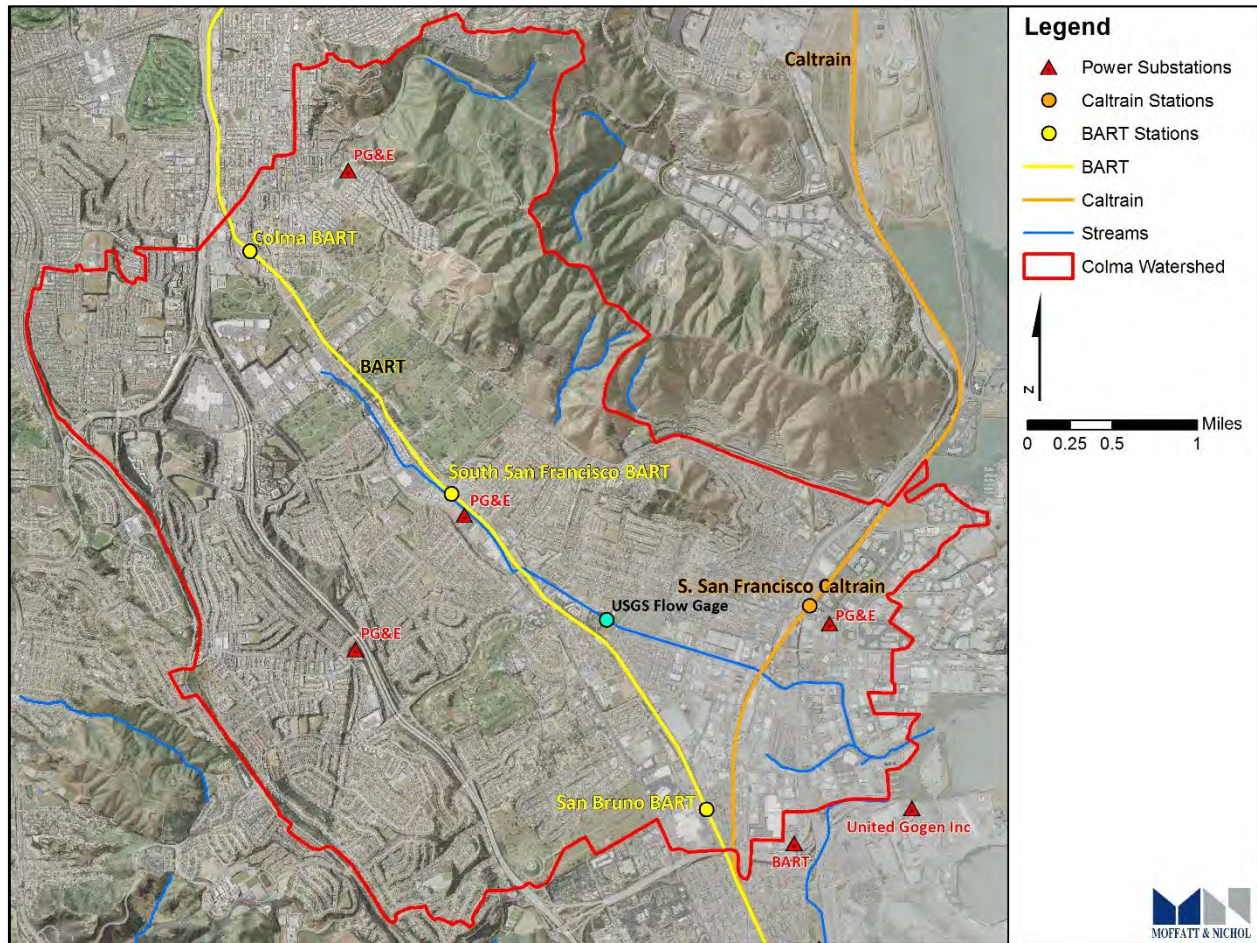 Caltrain
PG&E
Colma BART
BART
South San Francisco BART
PG&E
S. San Francisco Caltrain
USGS Flow Gage
PG&E
PG&E
San Bruno BART
United Gogen Inc
BART
Legend
Power Substations
Caltrain Stations
BART Stations
BART
Caltrain
Streams
Colma Watershed
N
Miles
0 0.25 0.5 1
MOFFATT & NICHOL